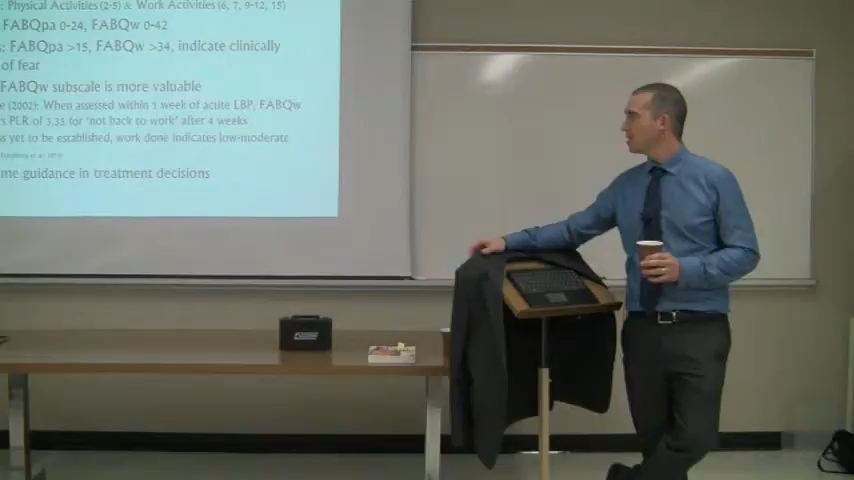 : Physical Activities (2-5) & Work Activities (6, 7, 9-12, 15)
FABQpa 0-24, FABQw 0-42
s: FABQpa >15, FABQw >34, indicate clinically
of fear
FABQw subscale is more valuable
e (2002): When assessed within 1 week of acute LBP, FABQw
rs PLR of 3.33 for 'not back to work' after 4 weeks
s yet to be established, work done indicates low-moderate
me guidance in treatment decisions